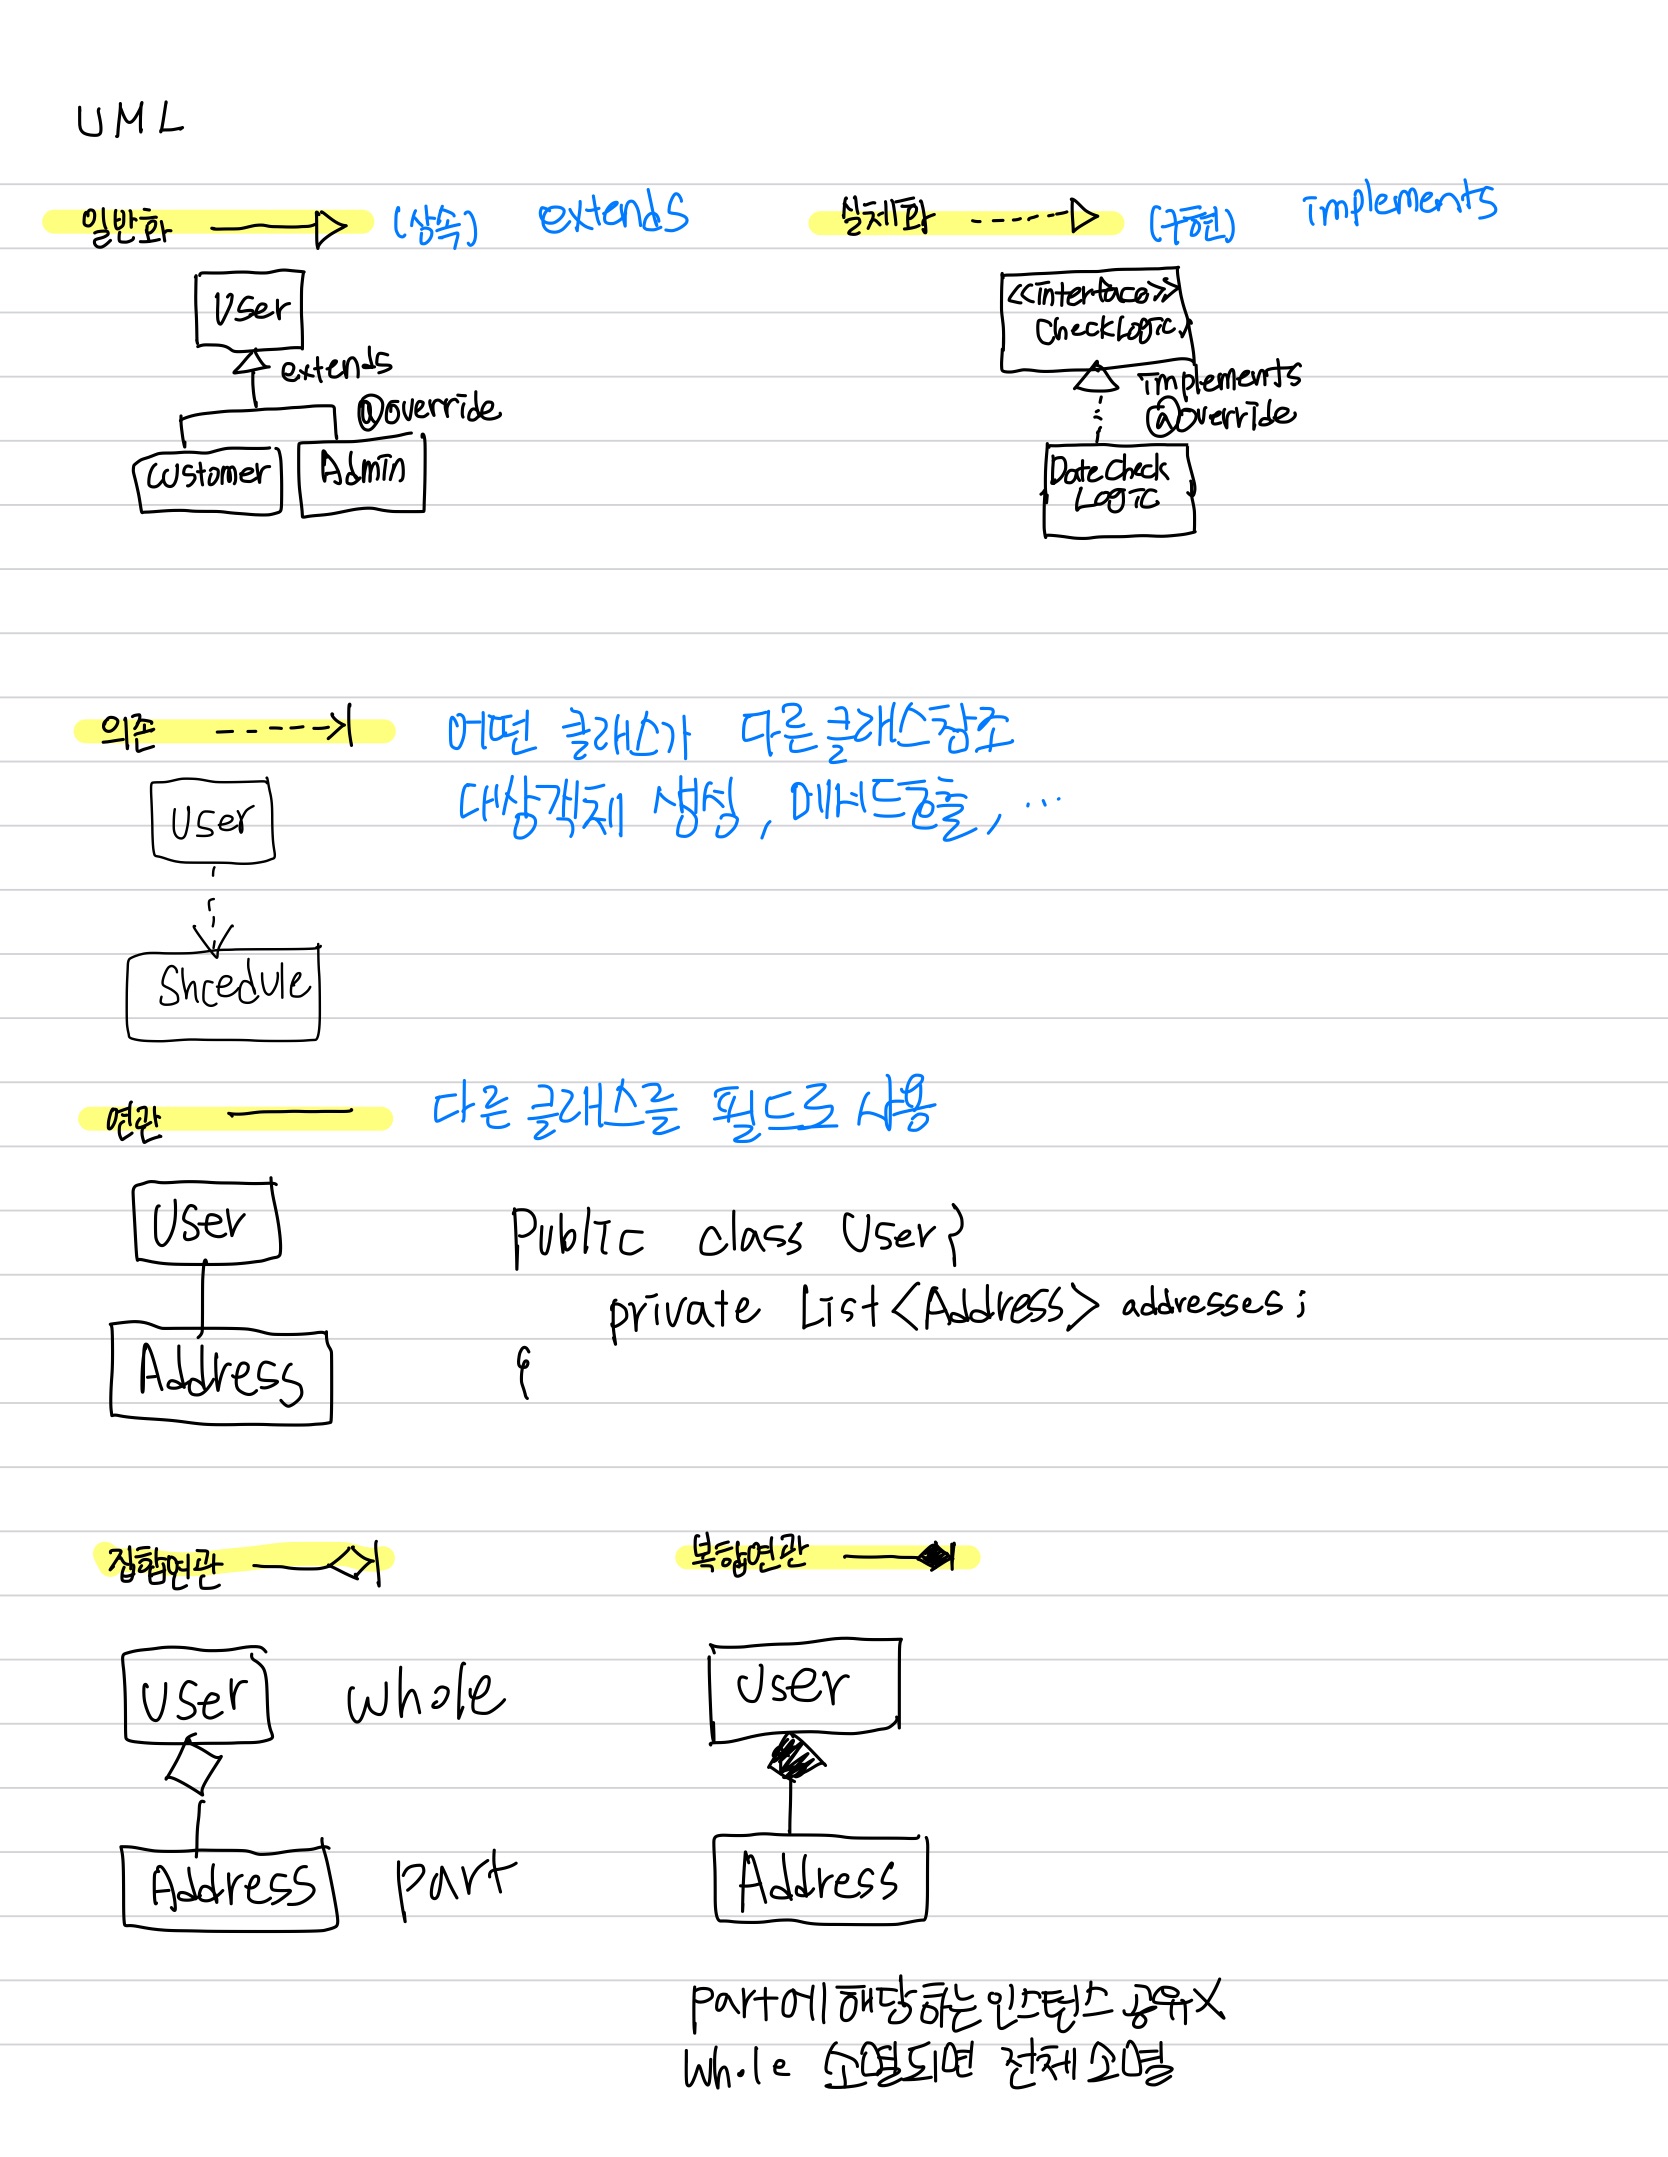 UML
일반화 (상속) extends
User
extends
@override
Customer Admin
실체화 (구현) implements
<<interface>>
CheckLogic
implements
@override
DateCheck
Logic
의존 어떤 클래스가 다른 클래스 참조
대상객체 생성, 메서드 호출, ...
User
Shcedule
연관 다른 클래스를 필드로 사용
User
Address
Public class User}
private List<Address> addresses;
{
집합연관
User whole
Address part
복합연관
User
Address
part에 해당하는 인스턴스 공유X
whole 소멸되면 전체 소멸